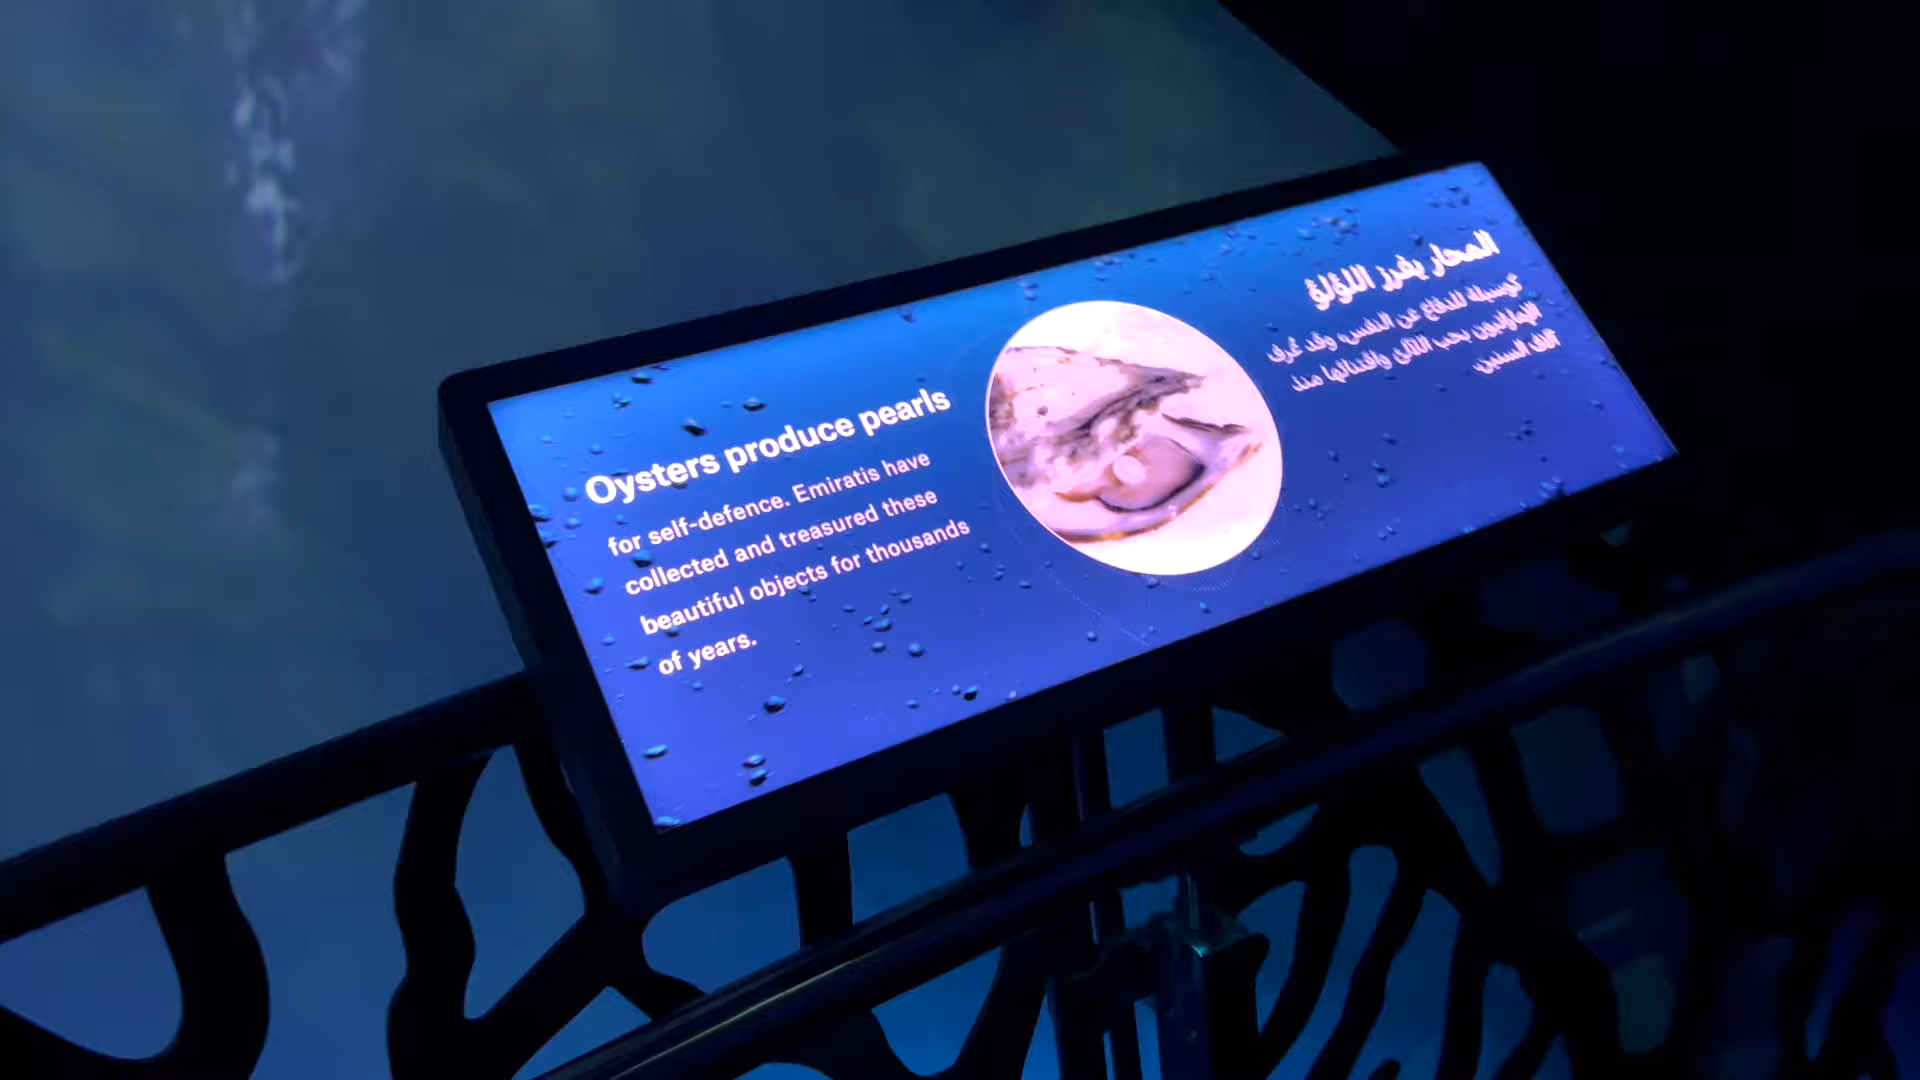 Oysters produce pearls
for self-defence. Emiratis have
collected and treasured these
beautiful objects for thousands
of years.
المحار يفرز اللؤلؤ
كوسيلة للدفاع عن النفس، وقد عُرف
الإماراتيون بحب اللآلئ واقتنائها منذ
آلاف السنين.